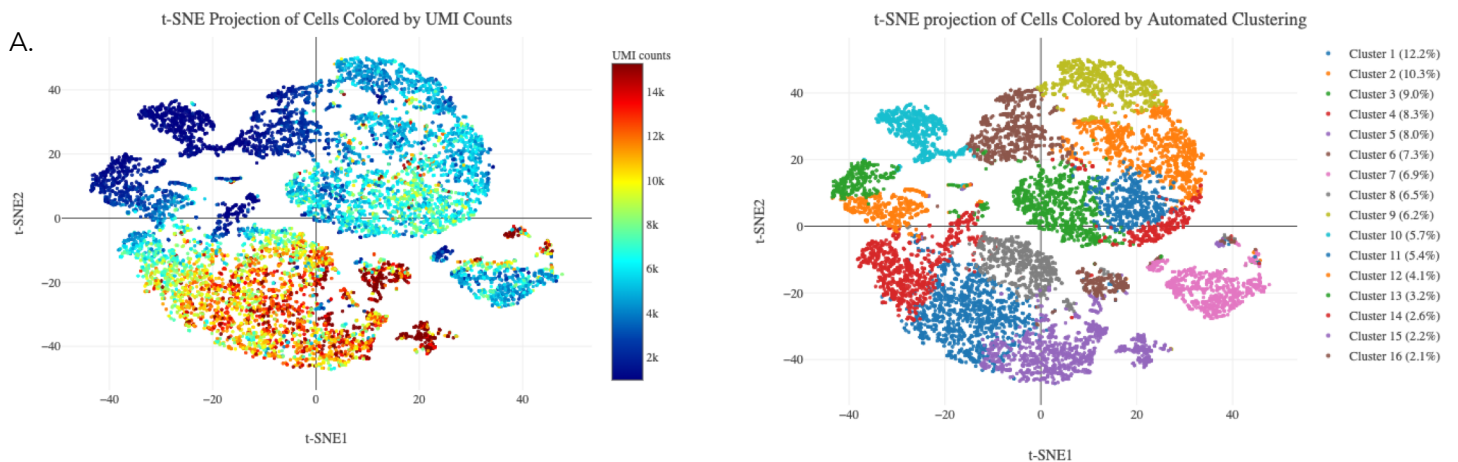 A.
t-SNE Projection of Cells Colored by UMI Counts
UMI counts
14k
12k
10k
8k
6k
4k
2k
40
20
0
−20
−40
−40
−20
0
20
40
t-SNE2
t-SNE1
t-SNE projection of Cells Colored by Automated Clustering
40
20
0
−20
−40
−40
−20
0
20
40
t-SNE2
t-SNE1
Cluster 1 (12.2%)
Cluster 2 (10.3%)
Cluster 3 (9.0%)
Cluster 4 (8.3%)
Cluster 5 (8.0%)
Cluster 6 (7.3%)
Cluster 7 (6.9%)
Cluster 8 (6.5%)
Cluster 9 (6.2%)
Cluster 10 (5.7%)
Cluster 11 (5.4%)
Cluster 12 (4.1%)
Cluster 13 (3.2%)
Cluster 14 (2.6%)
Cluster 15 (2.2%)
Cluster 16 (2.1%)